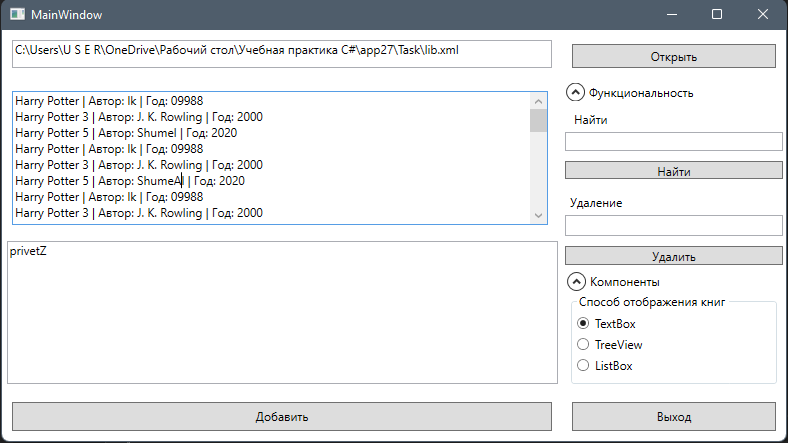 MainWindow
C:\Users\U S E R\OneDrive\Рабочий стол\Учебная практика C#\app27\Task\lib.xml
Открыть
Harry Potter | Автор: lk | Год: 09988
Harry Potter 3 | Автор: J. K. Rowling | Год: 2000
Harry Potter 5 | Автор: Shumel | Год: 2020
Harry Potter | Автор: lk | Год: 09988
Harry Potter 3 | Автор: J. K. Rowling | Год: 2000
Harry Potter 5 | Автор: ShumeAl | Год: 2020
Harry Potter | Автор: lk | Год: 09988
Harry Potter 3 | Автор: J. K. Rowling | Год: 2000
privetZ
Добавить
Функциональность
Найти
Найти
Удаление
Удалить
Компоненты
Способ отображения книг
TextBox
TreeView
ListBox
Выход